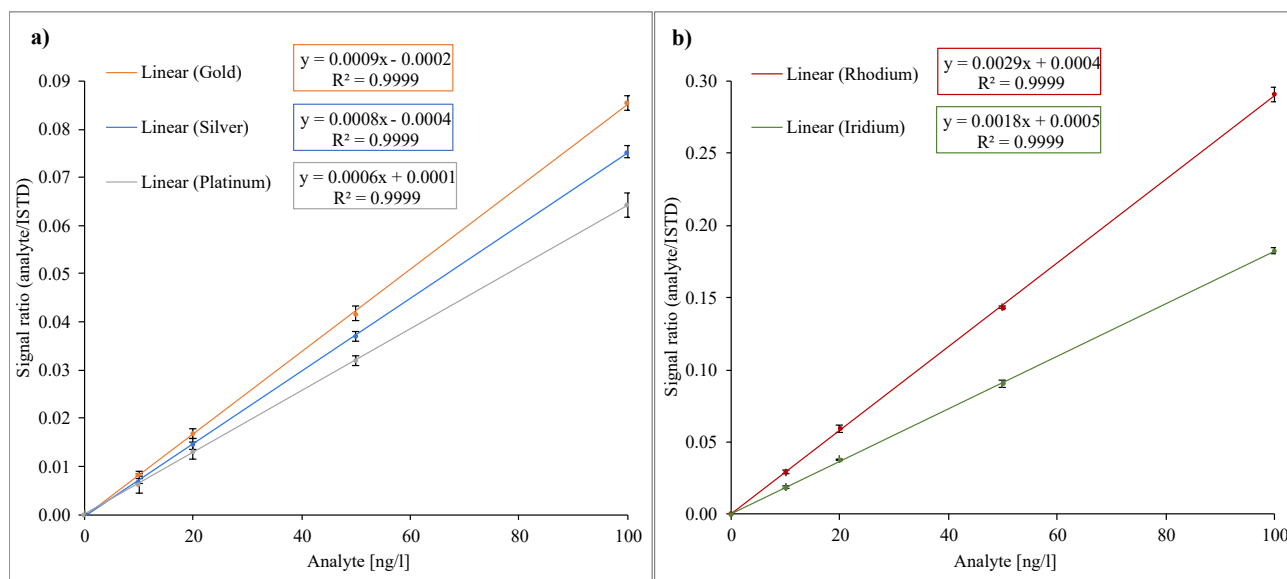 a)
Linear (Gold)
y = 0.0009x - 0.0002
R² = 0.9999
Linear (Silver)
y = 0.0008x - 0.0004
R² = 0.9999
Linear (Platinum)
y = 0.0006x + 0.0001
R² = 0.9999
Signal ratio (analyte/ISTD)
0.09
0.08
0.07
0.06
0.05
0.04
0.03
0.02
0.01
0.00
0 20 40 60 80 100
Analyte [ng/l]
b)
Linear (Rhodium)
y = 0.0029x + 0.0004
R² = 0.9999
Linear (Iridium)
y = 0.0018x + 0.0005
R² = 0.9999
Signal ratio (analyte/ISTD)
0.30
0.25
0.20
0.15
0.10
0.05
0.00
0 20 40 60 80 100
Analyte [ng/l]